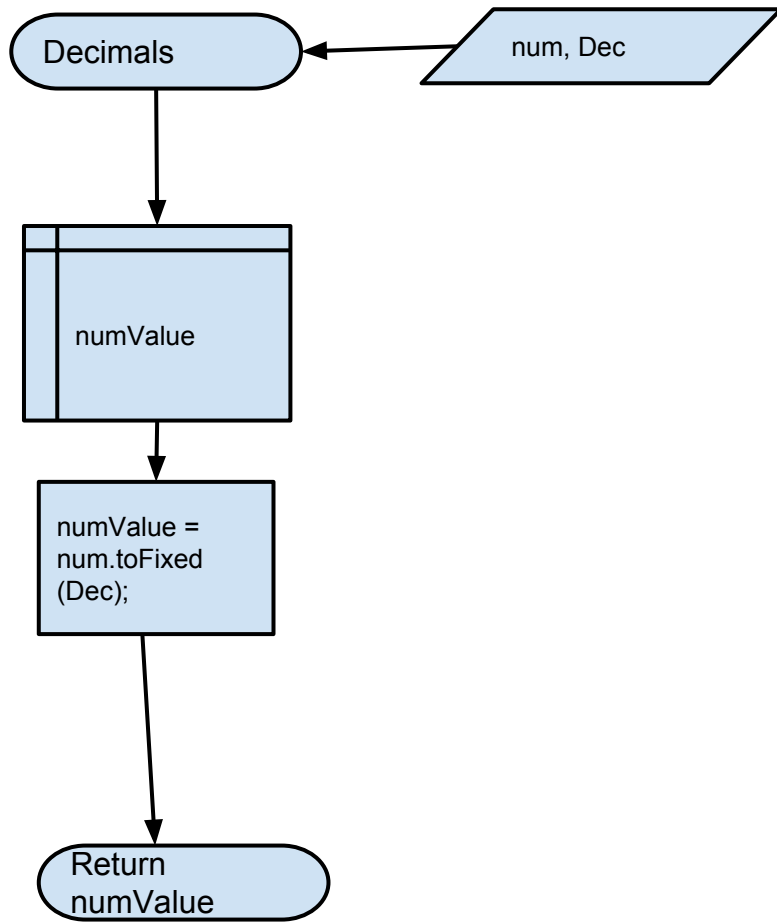 Decimals
num, Dec
numValue
numValue =
num.toFixed
(Dec);
Return
numValue